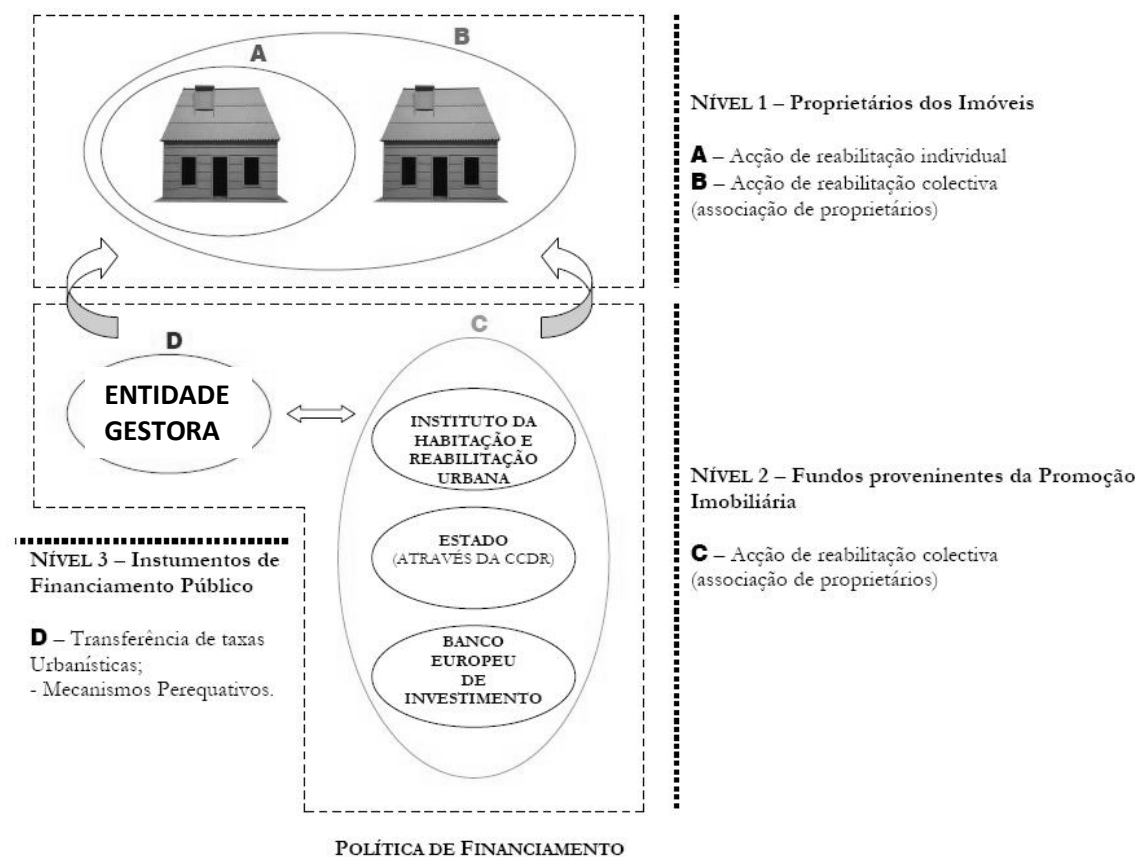 B
A
NÍVEL 1 – Proprietários dos Imóveis
A – Acção de reabilitação individual
B – Acção de reabilitação colectiva
(associação de proprietários)
C
D
ENTIDADE
GESTORA
INSTITUTO DA
HABITAÇÃO E
REABILITAÇÃO
URBANA
ESTADO
(ATRAVÉS DA CCDR)
BANCO
EUROPEU
DE
INVESTIMENTO
NÍVEL 2 – Fundos proveninentes da Promoção
Imobiliária
C – Acção de reabilitação colectiva
(associação de proprietários)
NÍVEL 3 – Instumentos de
Financiamento Público
D – Transferência de taxas
Urbanísticas;
- Mecanismos Perequativos.
POLÍTICA DE FINANCIAMENTO